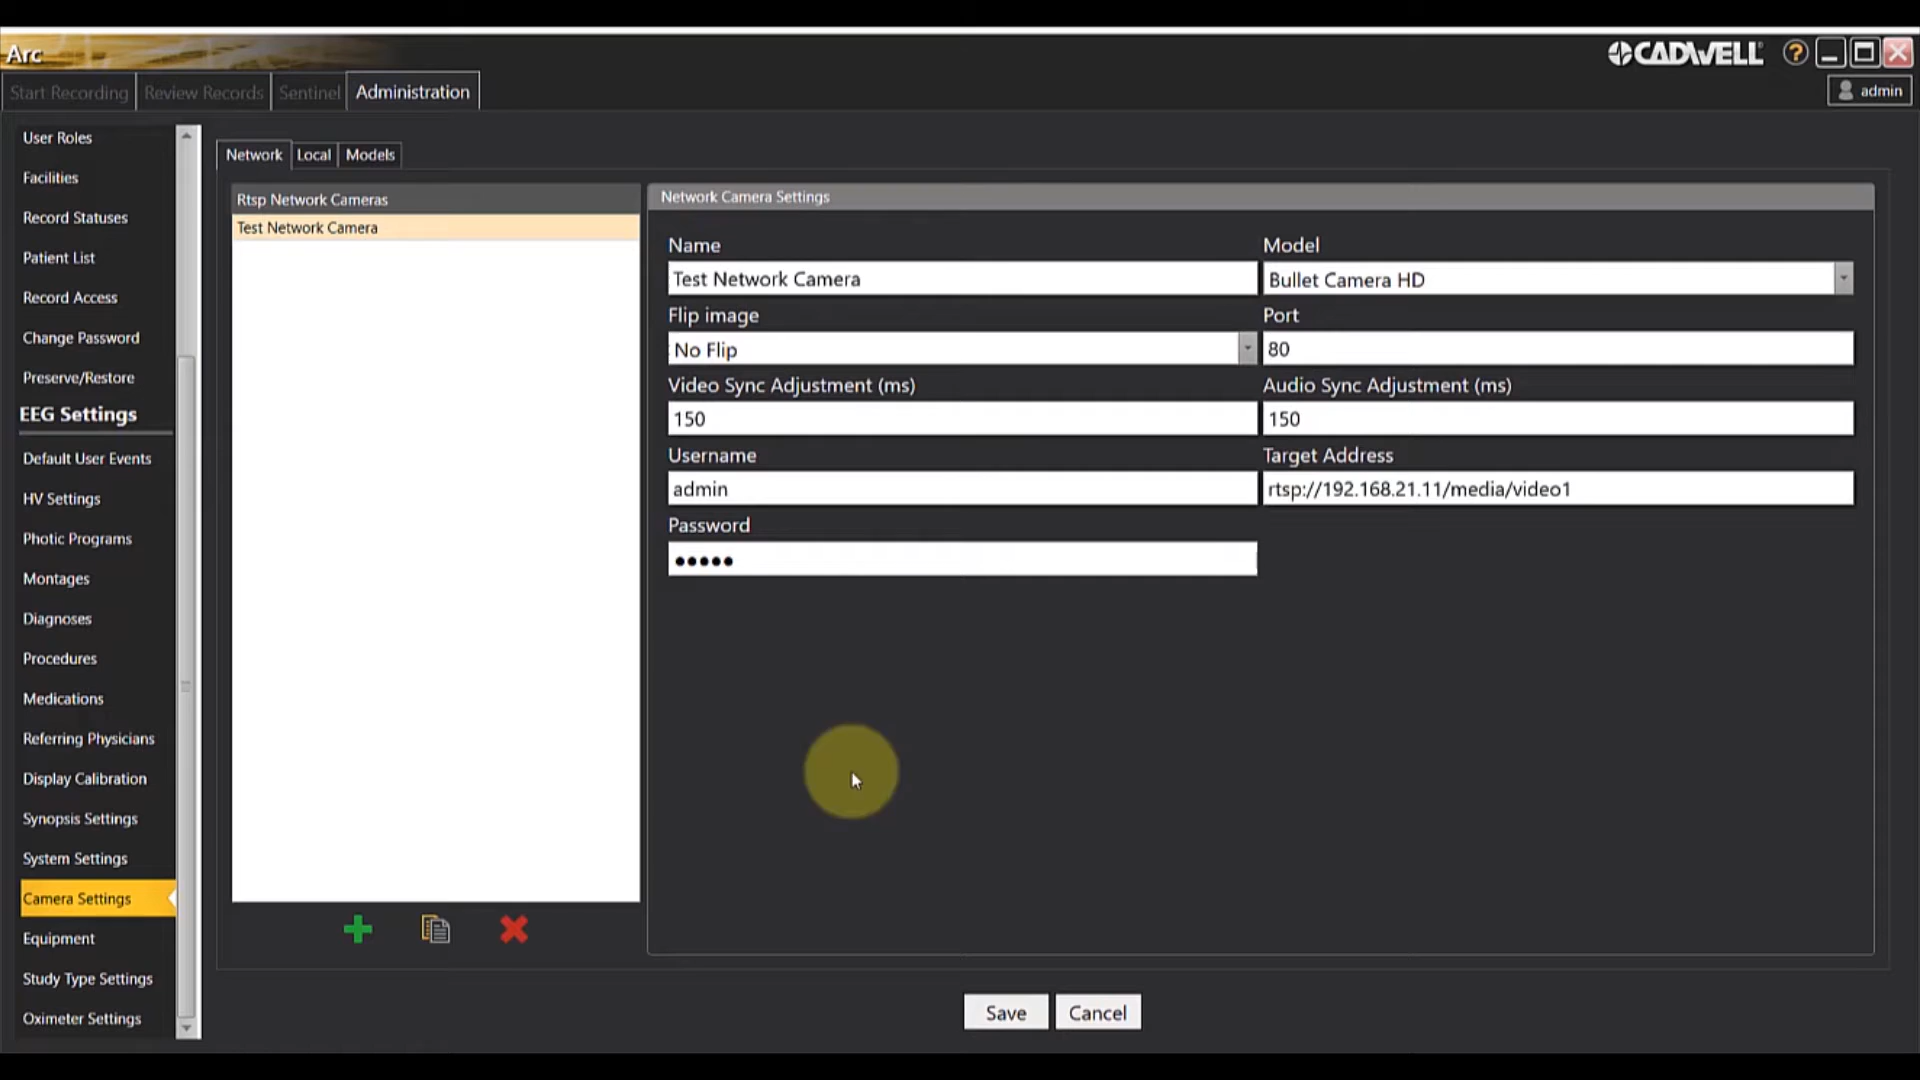 Arc
CADWELL
?
Start Recording
Review Records
Sentinel
Administration
admin
User Roles
Facilities
Record Statuses
Patient List
Record Access
Change Password
Preserve/Restore
EEG Settings
Default User Events
HV Settings
Photic Programs
Montages
Diagnoses
Procedures
Medications
Referring Physicians
Display Calibration
Synopsis Settings
System Settings
Camera Settings
Equipment
Study Type Settings
Oximeter Settings
Network
Local
Models
Rtsp Network Cameras
Test Network Camera
Network Camera Settings
Name
Model
Test Network Camera
Bullet Camera HD
Flip image
Port
No Flip
80
Video Sync Adjustment (ms)
Audio Sync Adjustment (ms)
150
150
Username
Target Address
admin
rtsp://192.168.21.11/media/video1
Password
●●●●●
Save
Cancel